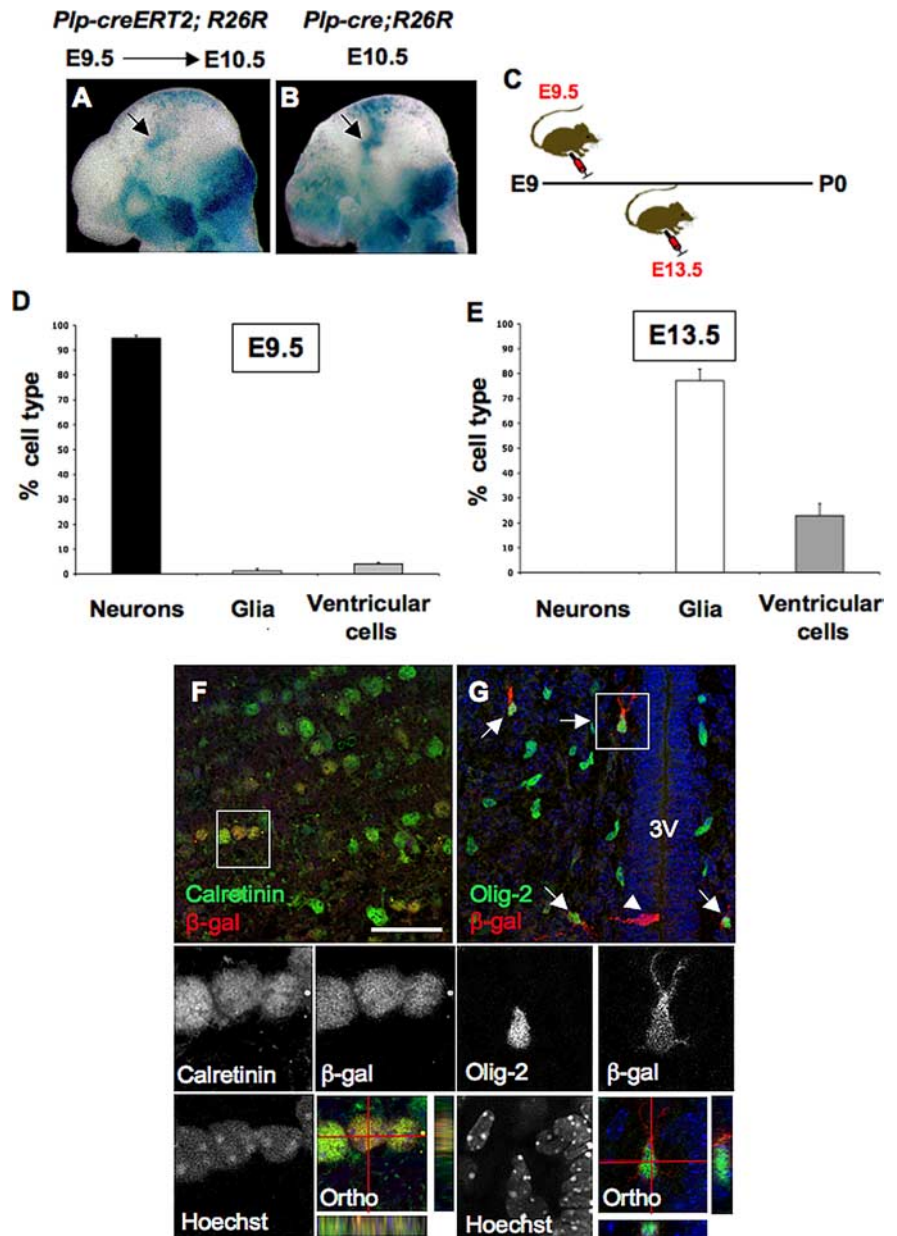 Plp-creERT2; R26R
E9.5 E10.5
Plp-cre;R26R
E10.5
A
B
C
E9.5
E9
P0
E13.5
D
E9.5
% cell type
100
90
80
70
60
50
40
30
20
10
0
Neurons
Glia
Ventricular
cells
E
E13.5
% cell type
100
90
80
70
60
50
40
30
20
10
0
Neurons
Glia
Ventricular
cells
F
Calretinin
β-gal
G
3V
Olig-2
β-gal
Calretinin
β-gal
Olig-2
β-gal
Hoechst
Ortho
Hoechst
Ortho